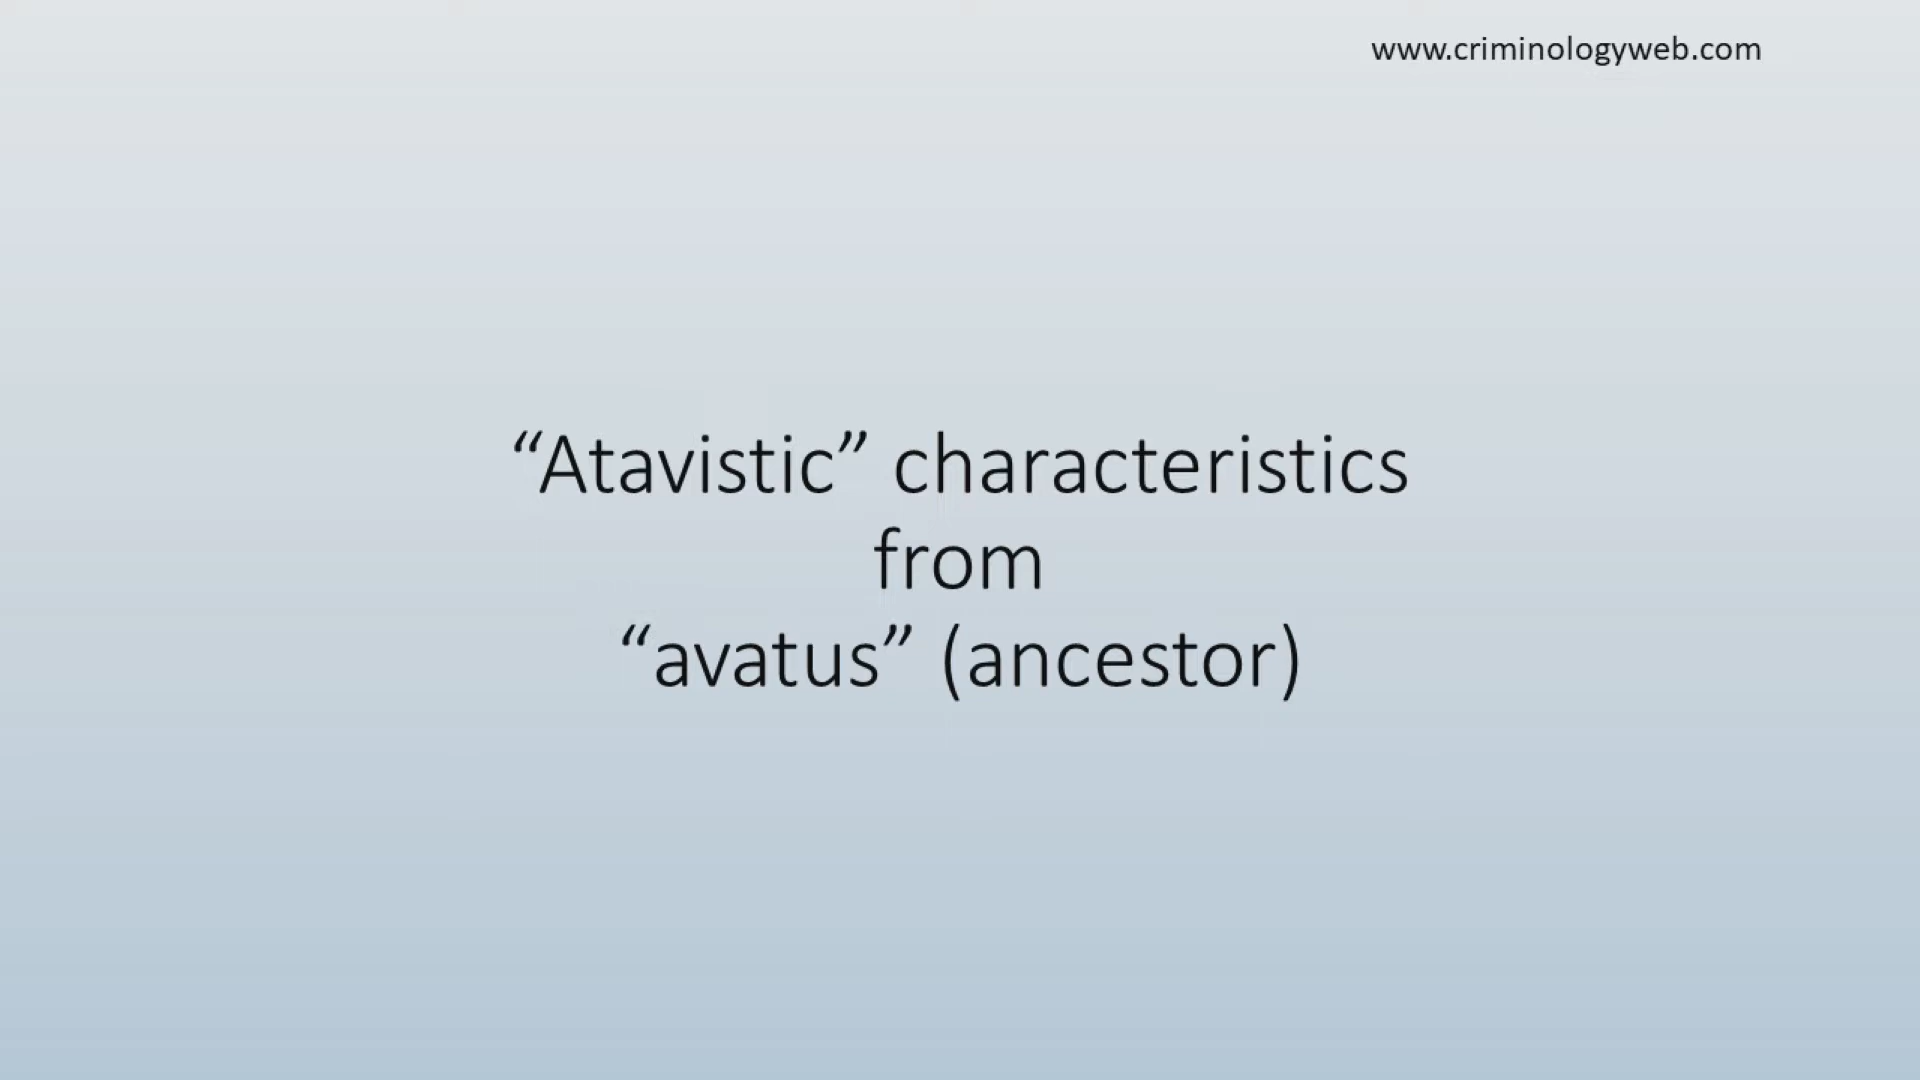 www.criminologyweb.com
“Atavistic” characteristics
from
“avatus” (ancestor)